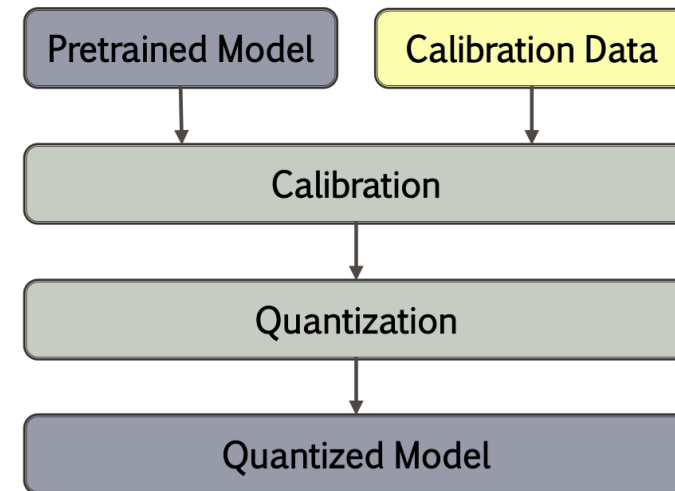 Pretrained Model
Calibration Data
Calibration
Quantization
Quantized Model